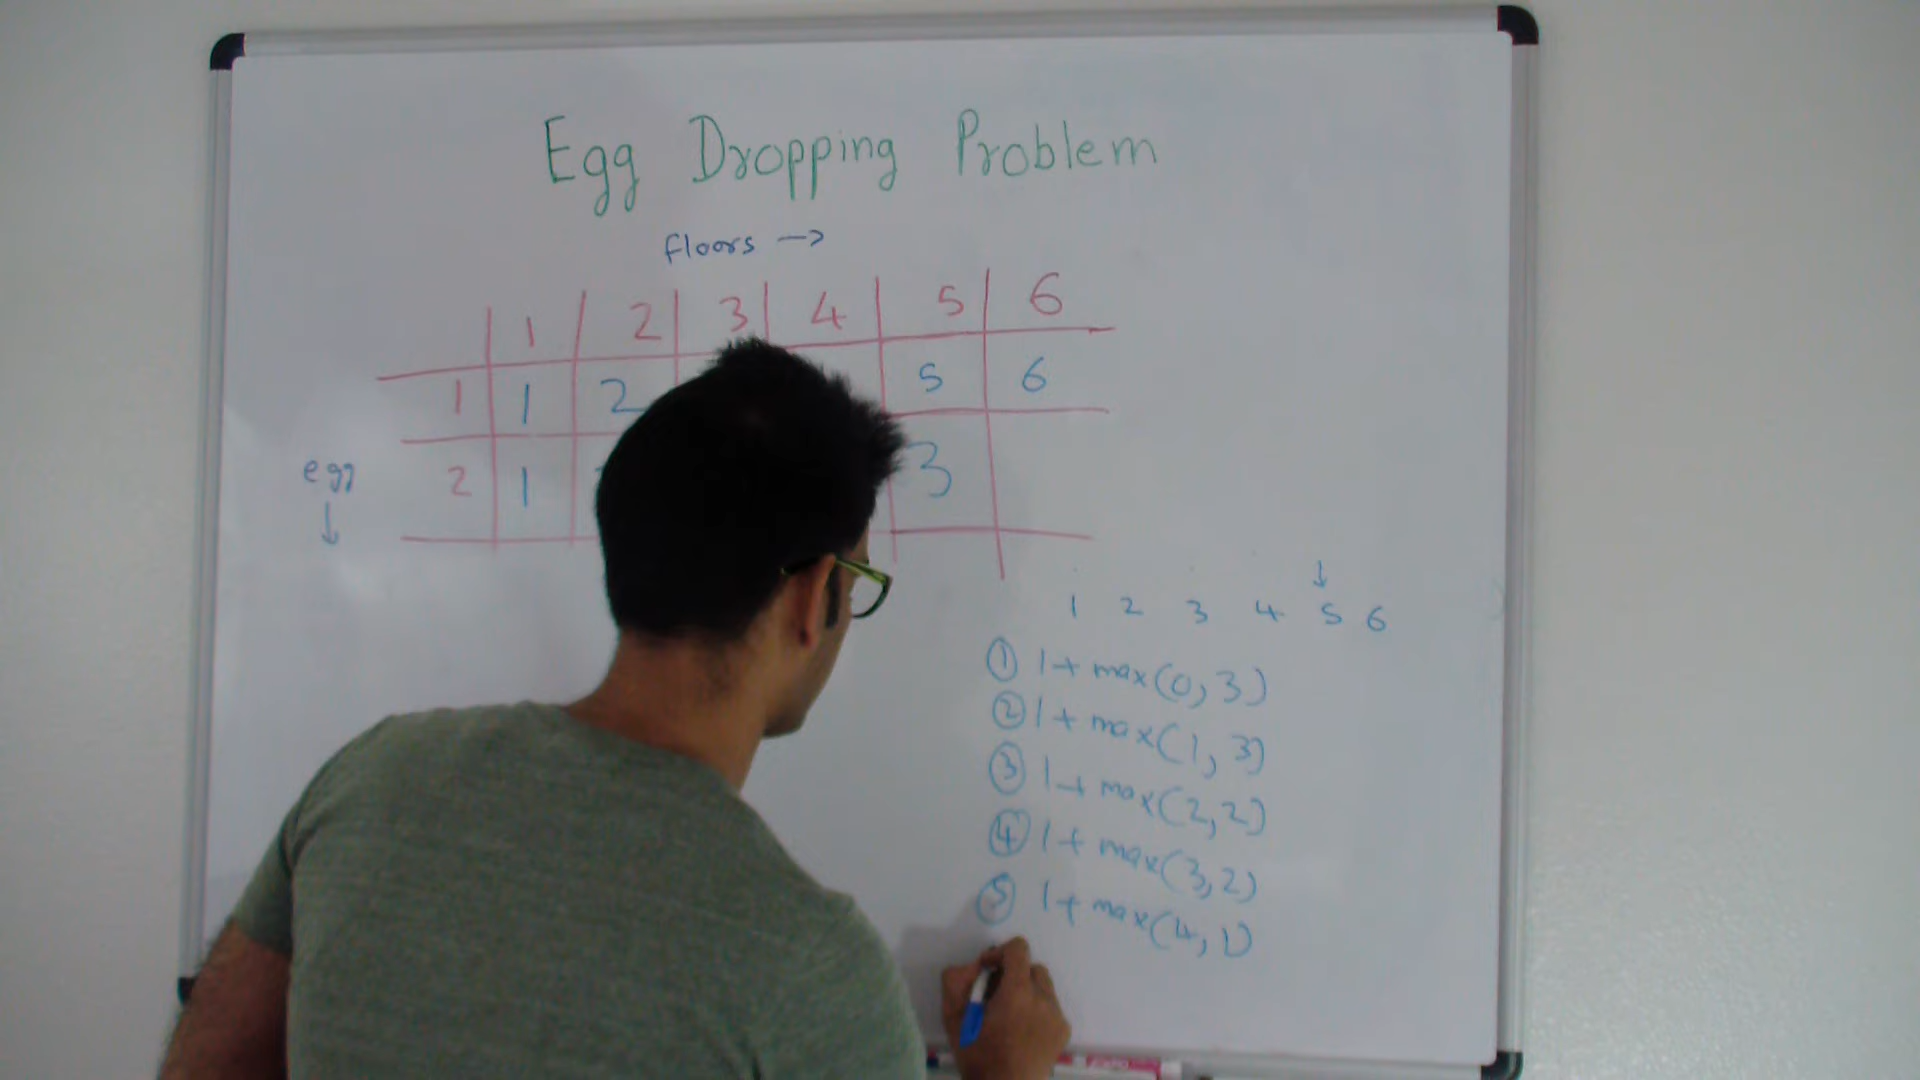 Egg Dropping Problem
floors →
1 2 3 4 5 6
1 1 2 5 6
egg 2 1 3
↓
↓
1 2 3 4 5 6
① 1 + max(0, 3)
② 1 + max(1, 3)
③ 1 + max(2, 2)
④ 1 + max(3, 2)
⑤ 1 + max(4, 1)